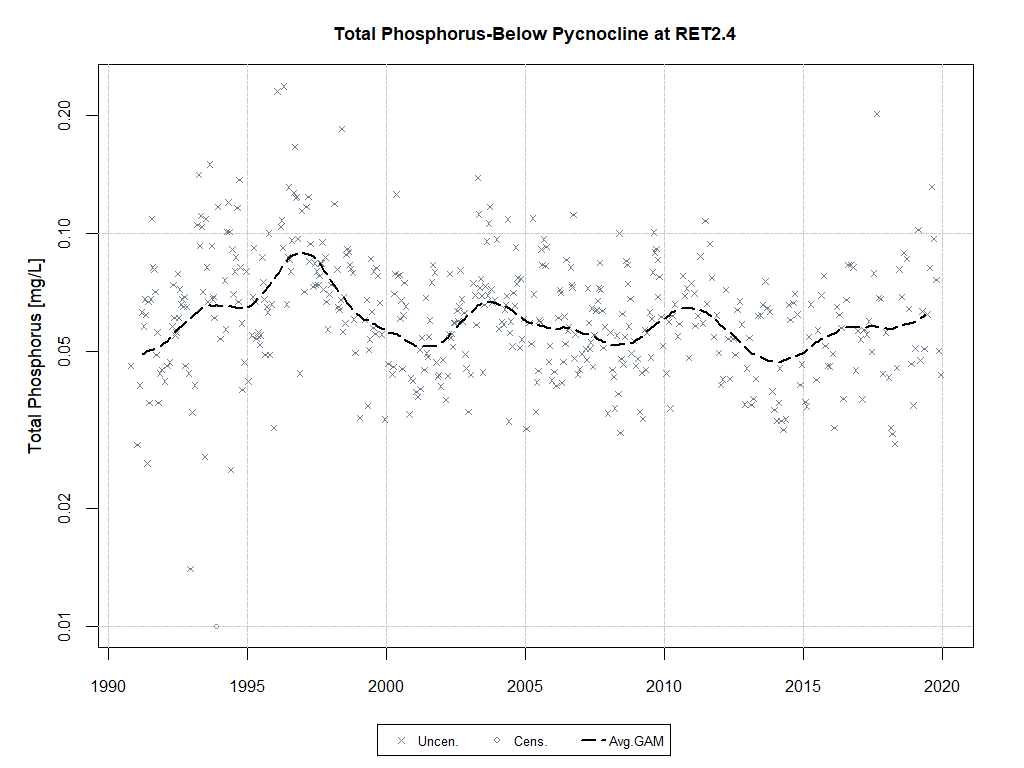 Total Phosphorus-Below Pycnocline at RET2.4
Total Phosphorus [mg/L]
0.20
0.10
0.05
0.02
0.01
1990 1995 2000 2005 2010 2015 2020
Uncen. Cens. Avg.GAM